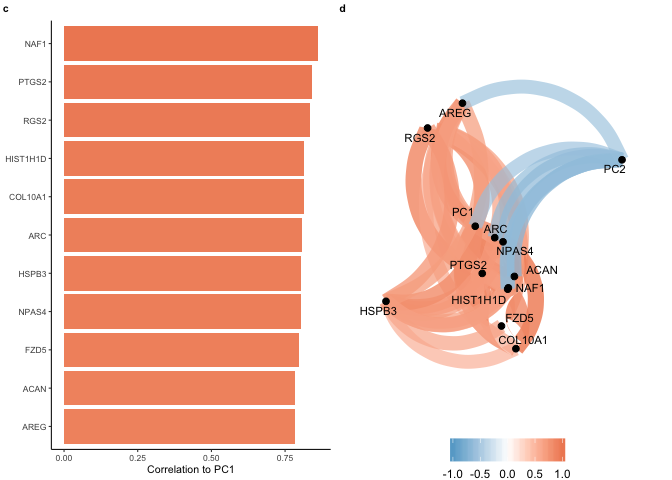 c
NAF1
PTGS2
RGS2
HIST1H1D
COL10A1
ARC
HSPB3
NPAS4
FZD5
ACAN
AREG
0.00 0.25 0.50 0.75
Correlation to PC1
d
AREG
RGS2
PC2
PC1
ARC
NPAS4
PTGS2
ACAN
NAF1
HIST1H1D
HSPB3
FZD5
COL10A1
-1.0 -0.5 0.0 0.5 1.0